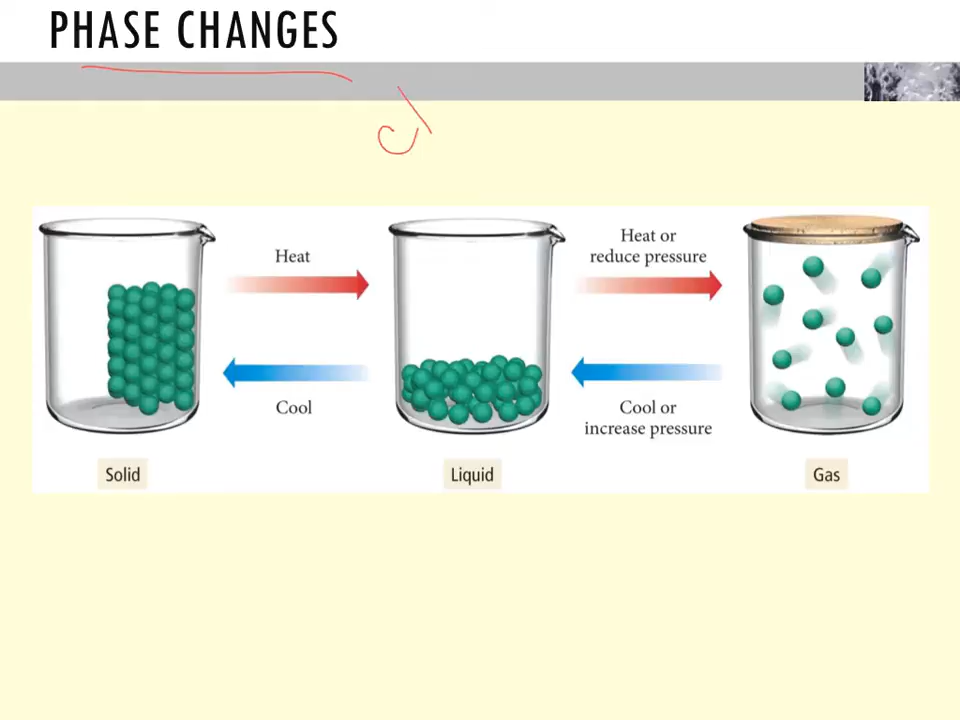 PHASE CHANGES
Heat
Cool
Heat or
reduce pressure
Cool or
increase pressure
Solid
Liquid
Gas